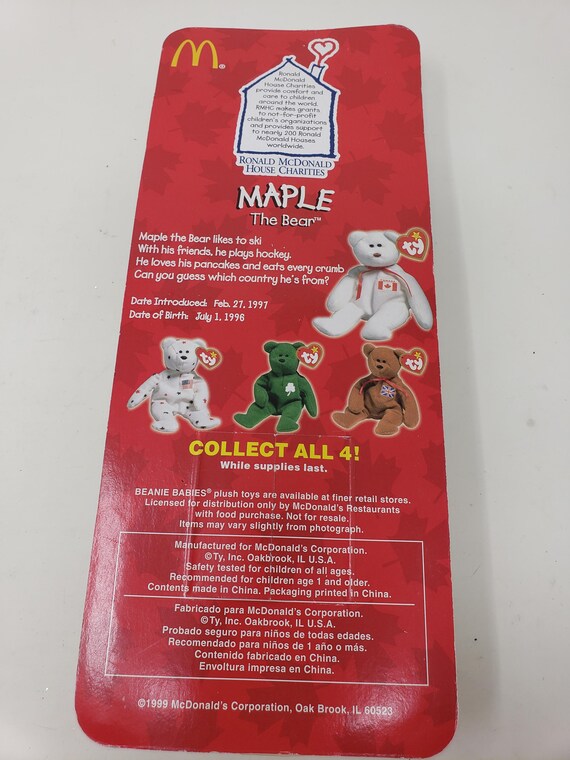 Ronald
McDonald
House Charities
provide comfort and
care to children
around the world.
RMHC makes grants
to not-for-profit
children's organizations
and provides support
to nearly 200 Ronald
McDonald Houses
worldwide.
RONALD MCDONALD
HOUSE CHARITIES
MAPLE
The Bear™
Maple the Bear likes to ski
With his friends, he plays hockey.
He loves his pancakes and eats every crumb
Can you guess which country he's from?
Date Introduced: Feb. 27, 1997
Date of Birth: July 1, 1996
ty
ty
ty
ty
COLLECT ALL 4!
While supplies last.
BEANIE BABIES® plush toys are available at finer retail stores.
Licensed for distribution only by McDonald's Restaurants
with food purchase. Not for resale.
Items may vary slightly from photograph.
Manufactured for McDonald's Corporation.
©Ty, Inc. Oakbrook, IL U.S.A.
Safety tested for children of all ages.
Recommended for children age 1 and older.
Contents made in China. Packaging printed in China.
Fabricado para McDonald's Corporation.
©Ty, Inc. Oakbrook, IL U.S.A.
Probado seguro para niños de todas edades.
Recomendado para niños de 1 año o más.
Contenido fabricado en China.
Envoltura impresa en China.
©1999 McDonald's Corporation, Oak Brook, IL 60523